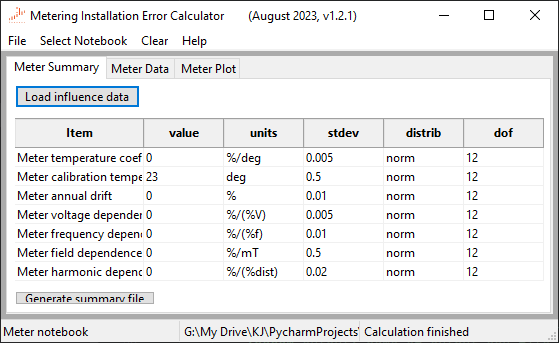 Metering Installation Error Calculator (August 2023, v1.2.1)
File Select Notebook Clear Help
Meter Summary Meter Data Meter Plot
Load influence data
Item value units stdev distrib dof
Meter temperature coef 0 %/deg 0.005 norm 12
Meter calibration tempe 23 deg 0.5 norm 12
Meter annual drift 0 % 0.01 norm 12
Meter voltage dependen 0 %/(%V) 0.005 norm 12
Meter frequency depend 0 %/(%f) 0.01 norm 12
Meter field dependence 0 %/mT 0.5 norm 12
Meter harmonic depend 0 %/(%dist) 0.02 norm 12
Generate summary file
Meter notebook G:\My Drive\KJ\PycharmProjects\ Calculation finished